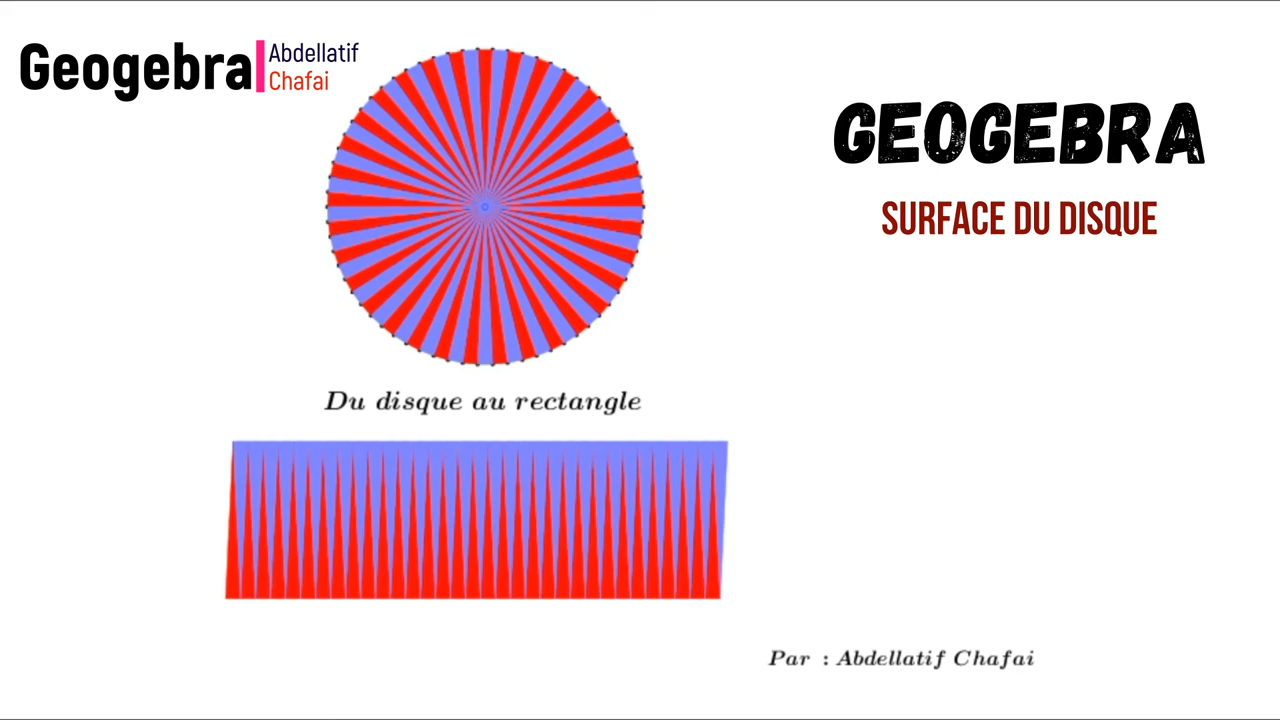 Geogebra
Abdellatif
Chafai
GEOGEBRA
SURFACE DU DISQUE
Du disque au rectangle
Par : Abdellatif Chafai